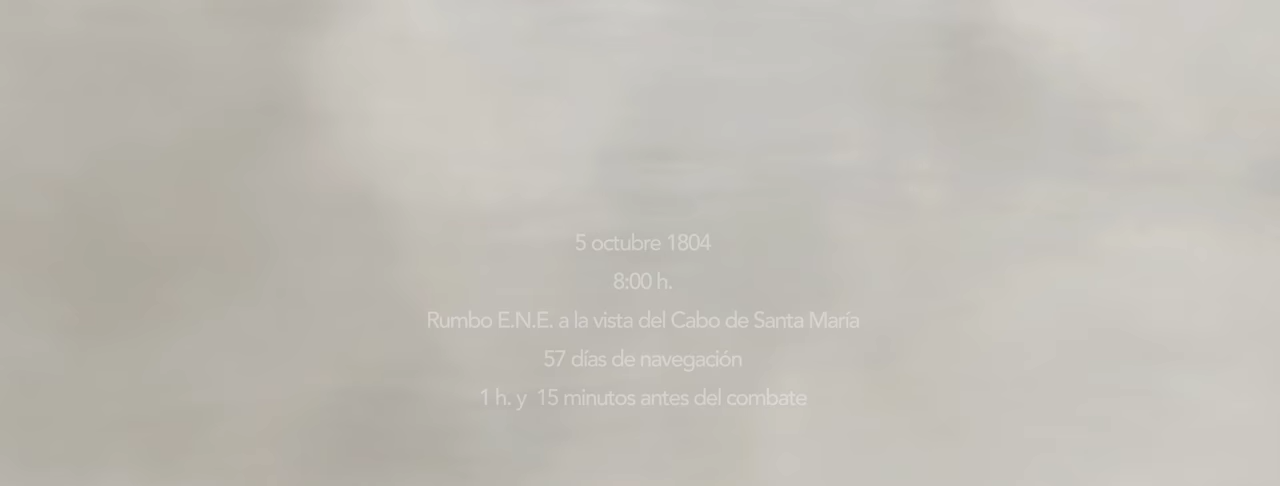 5 octubre 1804
8:00 h.
Rumbo E.N.E. a la vista del Cabo de Santa María
57 días de navegación
1 h. y 15 minutos antes del combate